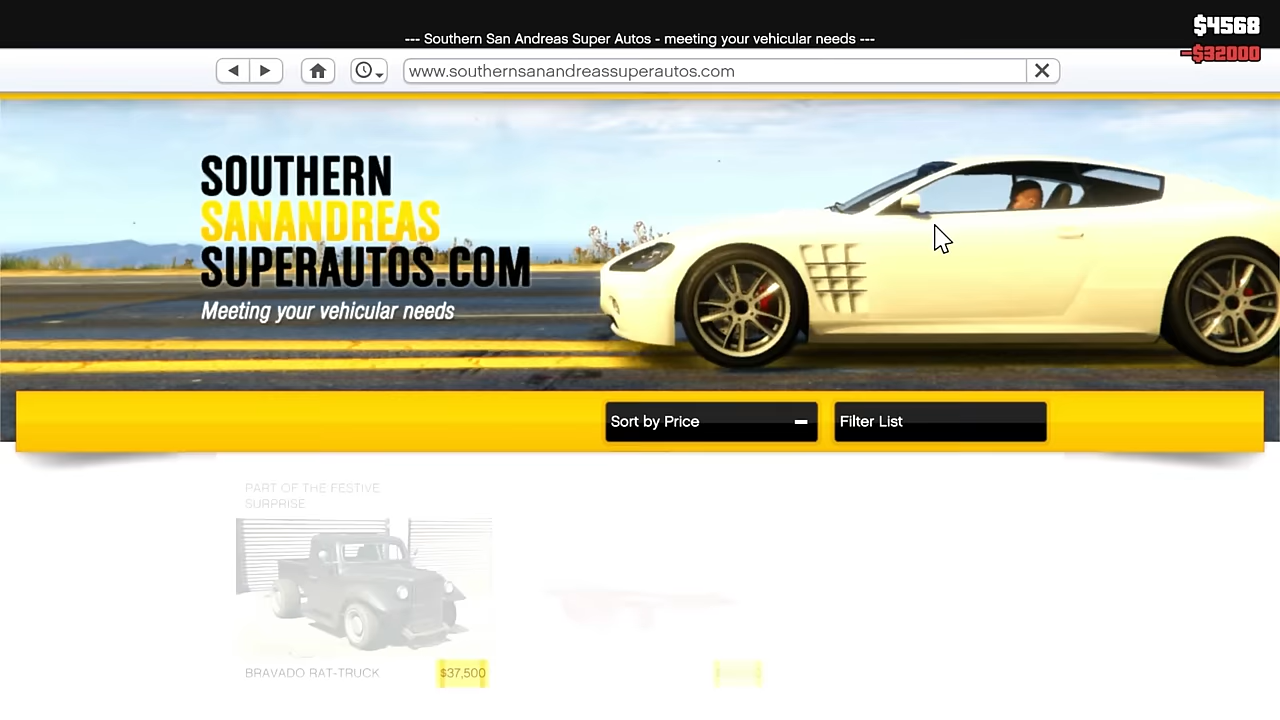 --- Southern San Andreas Super Autos - meeting your vehicular needs ---
$4568
-$32000
www.southernsanandreassuperautos.com
SOUTHERN
SANANDREAS
SUPERAUTOS.COM
Meeting your vehicular needs
Sort by Price
Filter List
PART OF THE FESTIVE
SURPRISE
BRAVADO RAT-TRUCK
$37,500